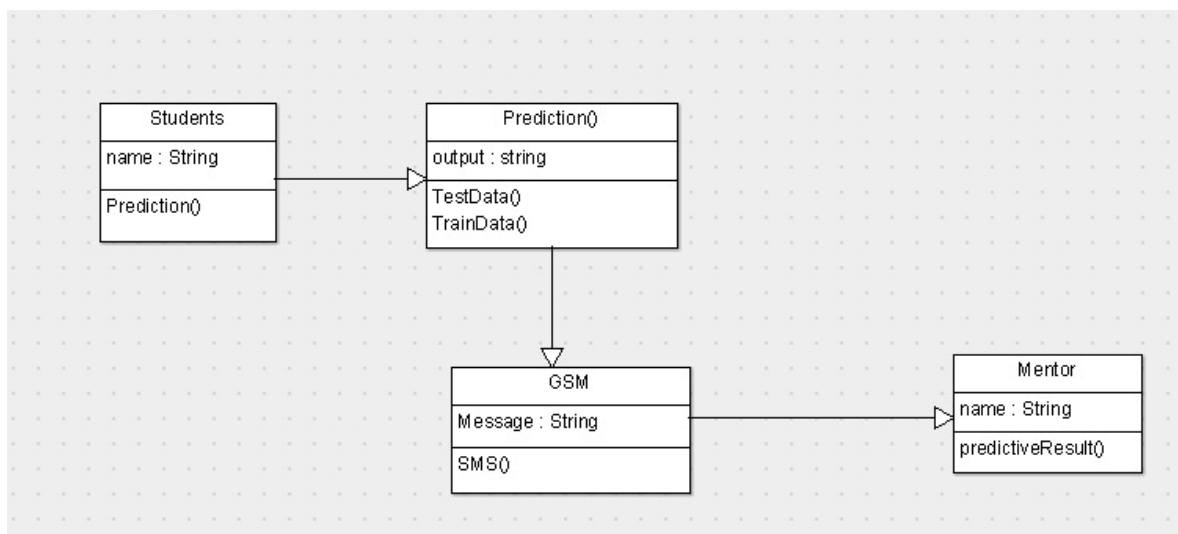 Students
name : String
Prediction()
Prediction()
output : string
TestData()
TrainData()
GSM
Message : String
SMS()
Mentor
name : String
predictiveResult()